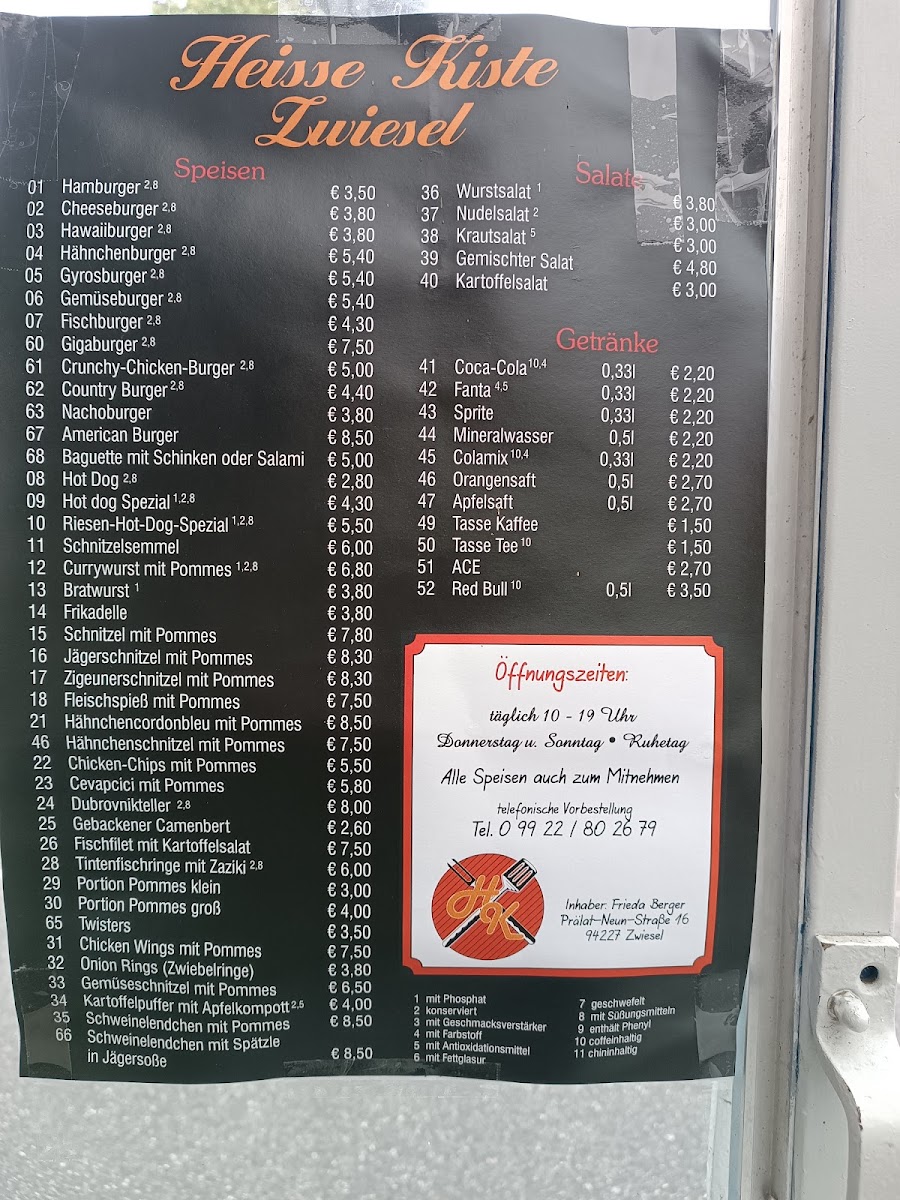 Heisse Kiste
Zwiesel
Speisen
01 Hamburger 2,8 € 3,50
02 Cheeseburger 2,8 € 3,80
03 Hawaiiburger 2,8 € 3,80
04 Hähnchenburger 2,8 € 5,40
05 Gyrosburger 2,8 € 5,40
06 Gemüseburger 2,8 € 5,40
07 Fischburger 2,8 € 4,30
60 Gigaburger 2,8 € 7,50
61 Crunchy-Chicken-Burger 2,8 € 5,00
62 Country Burger 2,8 € 4,40
63 Nachoburger € 3,80
67 American Burger € 8,50
68 Baguette mit Schinken oder Salami € 5,00
08 Hot Dog 2,8 € 2,80
09 Hot dog Spezial 1,2,8 € 4,30
10 Riesen-Hot-Dog-Spezial 1,2,8 € 5,50
11 Schnitzelsemmel € 6,00
12 Currywurst mit Pommes 1,2,8 € 6,80
13 Bratwurst 1 € 3,80
14 Frikadelle € 3,80
15 Schnitzel mit Pommes € 7,80
16 Jägerschnitzel mit Pommes € 8,30
17 Zigeunerschnitzel mit Pommes € 8,30
18 Fleischspieß mit Pommes € 7,50
21 Hähnchencordonbleu mit Pommes € 8,50
46 Hähnchenschnitzel mit Pommes € 7,50
22 Chicken-Chips mit Pommes € 5,50
23 Cevapcici mit Pommes € 5,80
24 Dubrovnikteller 2,8 € 8,00
25 Gebackener Camenbert € 2,60
26 Fischfilet mit Kartoffelsalat € 7,50
28 Tintenfischringe mit Zaziki 2,8 € 6,00
29 Portion Pommes klein € 3,00
30 Portion Pommes groß € 4,00
65 Twisters € 3,50
31 Chicken Wings mit Pommes € 7,50
32 Onion Rings (Zwiebelringe) € 3,80
33 Gemüseschnitzel mit Pommes € 6,50
34 Kartoffelpuffer mit Apfelkompott 2,5 € 4,00
35 Schweinelendchen mit Pommes € 8,50
66 Schweinelendchen mit Spätzle
in Jägersoße € 8,50
Salate
36 Wurstsalat 1 € 3,80
37 Nudelsalat 2 € 3,00
38 Krautsalat 5 € 3,00
39 Gemischter Salat € 4,80
40 Kartoffelsalat € 3,00
Getränke
41 Coca-Cola 10,4 0,33l € 2,20
42 Fanta 4,5 0,33l € 2,20
43 Sprite 0,33l € 2,20
44 Mineralwasser 0,5l € 2,20
45 Colamix 10,4 0,33l € 2,20
46 Orangensaft 0,5l € 2,70
47 Apfelsaft 0,5l € 2,70
49 Tasse Kaffee € 1,50
50 Tasse Tee 10 € 1,50
51 ACE € 2,70
52 Red Bull 10 0,5l € 3,50
Öffnungszeiten:
täglich 10 - 19 Uhr
Donnerstag u. Sonntag • Ruhetag
Alle Speisen auch zum Mitnehmen
telefonische Vorbestellung
Tel. 0 99 22 / 80 26 79
HK
Inhaber: Frieda Berger
Prälat-Neun-Straße 16
94227 Zwiesel
1 mit Phosphat
2 konserviert
3 mit Geschmacksverstärker
4 mit Farbstoff
5 mit Antioxidationsmittel
6 mit Fettglasur
7 geschwefelt
8 mit Süßungsmitteln
9 enthält Phenyl
10 coffeinhaltig
11 chininhaltig